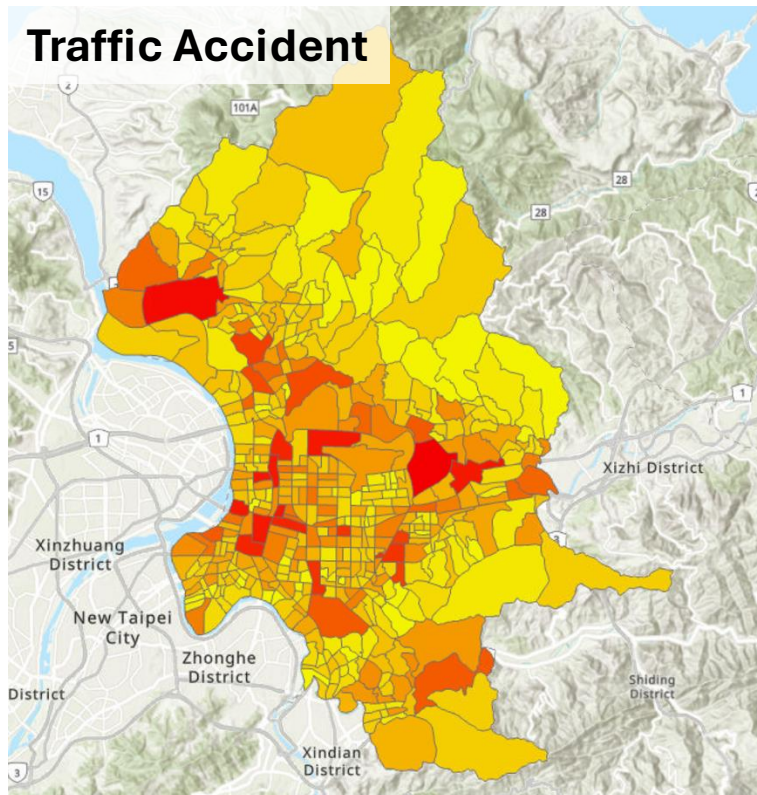 Traffic Accident
2
101A
28
15
28
5
1
1
Xizhi District
3
Xinzhuang
District
New Taipei
City
Zhonghe
District
Shiding
District
District
Xindian
District
3